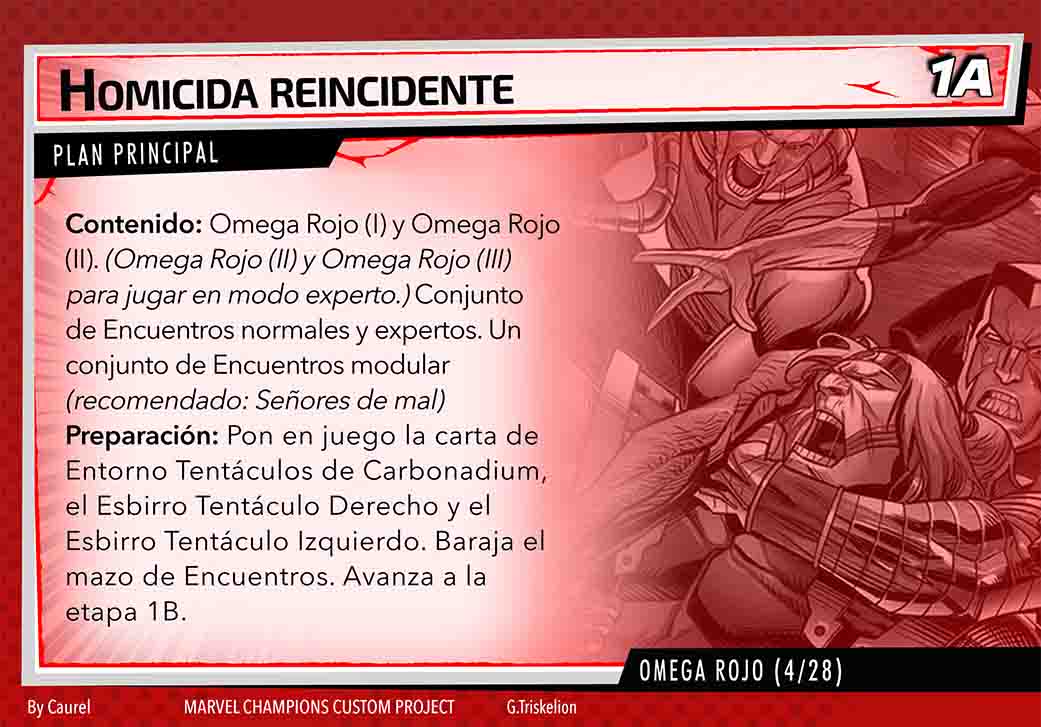 HOMICIDA REINCIDENTE
1A
PLAN PRINCIPAL
Contenido: Omega Rojo (I) y Omega Rojo
(II). (Omega Rojo (II) y Omega Rojo (III)
para jugar en modo experto.) Conjunto
de Encuentros normales y expertos. Un
conjunto de Encuentros modular
(recomendado: Señores de mal)
Preparación: Pon en juego la carta de
Entorno Tentáculos de Carbonadium,
el Esbirro Tentáculo Derecho y el
Esbirro Tentáculo Izquierdo. Baraja el
mazo de Encuentros. Avanza a la
etapa 1B.
OMEGA ROJO (4/28)
By Caurel MARVEL CHAMPIONS CUSTOM PROJECT G.Triskelion